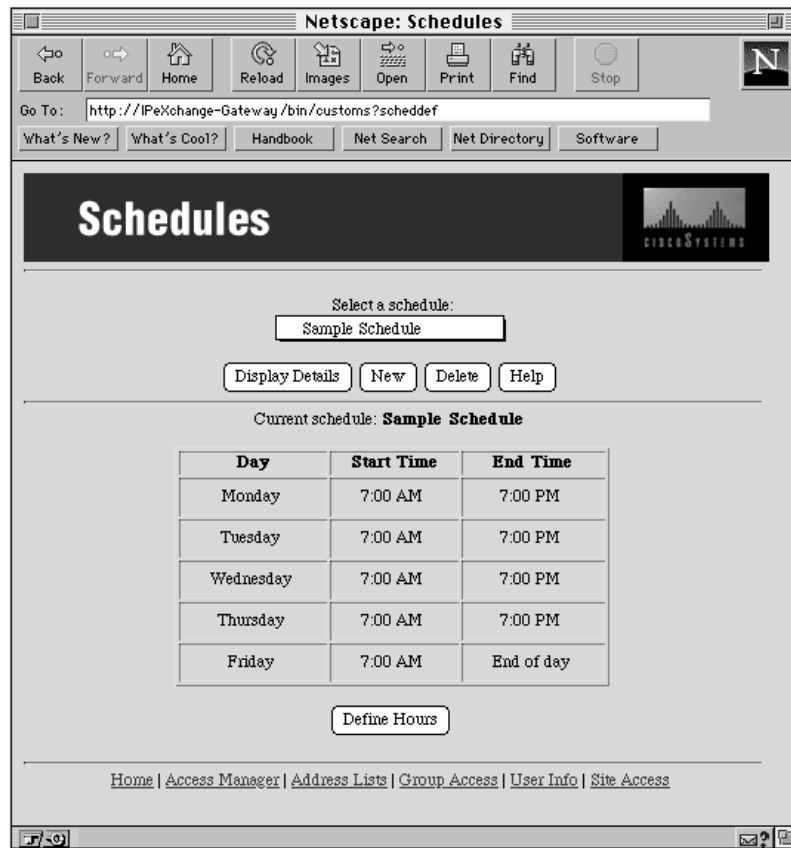 Netscape: Schedules
Back Forward Home Reload Images Open Print Find Stop
N
Go To: http://IPeXchange-Gateway/bin/customs?scheddef
What's New? What's Cool? Handbook Net Search Net Directory Software
Schedules
CISCO SYSTEMS
Select a schedule:
Sample Schedule
Display Details New Delete Help
Current schedule: Sample Schedule
Day Start Time End Time
Monday 7:00 AM 7:00 PM
Tuesday 7:00 AM 7:00 PM
Wednesday 7:00 AM 7:00 PM
Thursday 7:00 AM 7:00 PM
Friday 7:00 AM End of day
Define Hours
Home | Access Manager | Address Lists | Group Access | User Info | Site Access
?